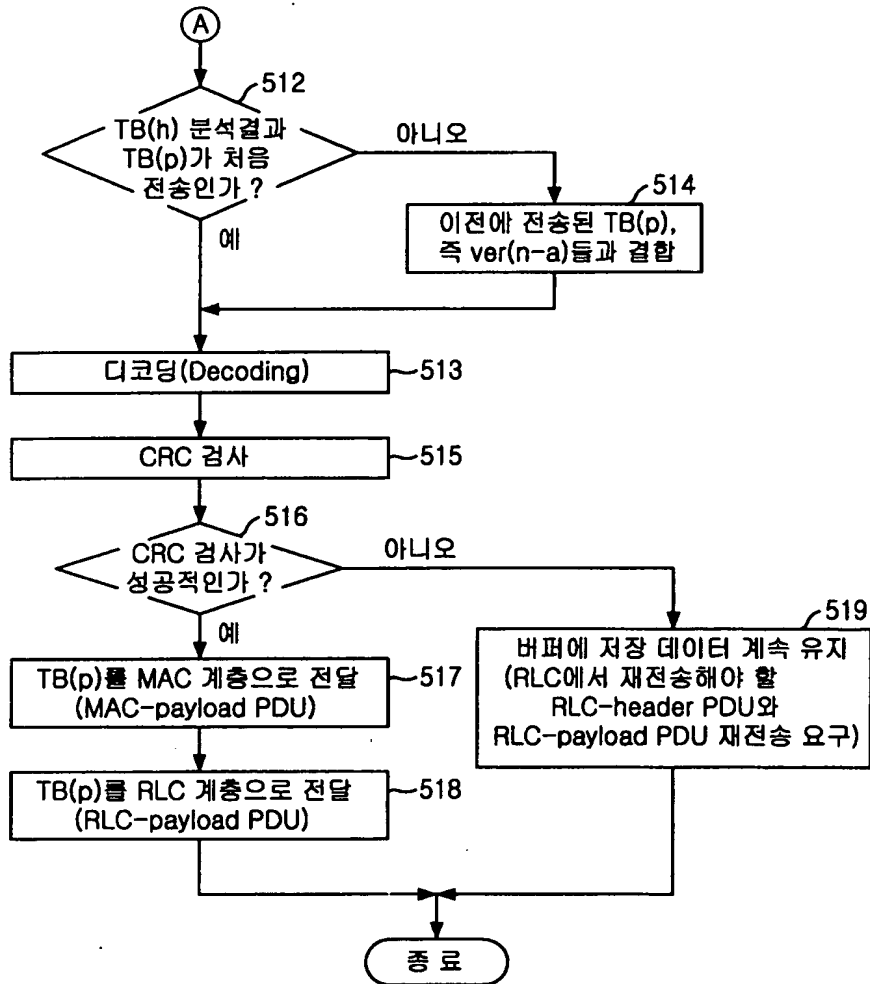 A
512
TB(h) 분석결과
TB(p)가 처음
전송인가 ?
아니오
예
514
이전에 전송된 TB(p),
즉 ver(n-a)들과 결합
디코딩(Decoding)
513
CRC 검사
515
516
CRC 검사가
성공적인가 ?
아니오
예
519
버퍼에 저장 데이터 계속 유지
(RLC에서 재전송해야 할
RLC-header PDU와
RLC-payload PDU 재전송 요구)
TB(p)를 MAC 계층으로 전달
(MAC-payload PDU)
517
TB(p)를 RLC 계층으로 전달
(RLC-payload PDU)
518
종 료